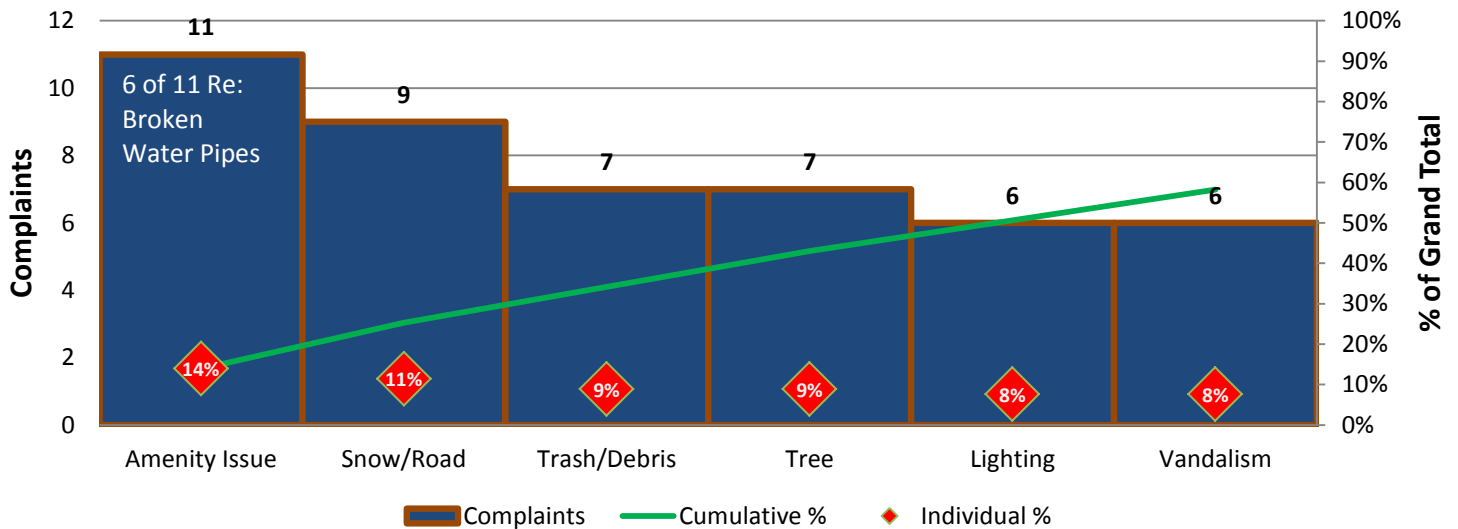 12
10
8
6
4
2
0
Complaints
100%
90%
80%
70%
60%
50%
40%
30%
20%
10%
0%
% of Grand Total
11
9
7
7
6
6
6 of 11 Re:
Broken
Water Pipes
14%
11%
9%
9%
8%
8%
Amenity Issue
Snow/Road
Trash/Debris
Tree
Lighting
Vandalism
Complaints
Cumulative %
Individual %